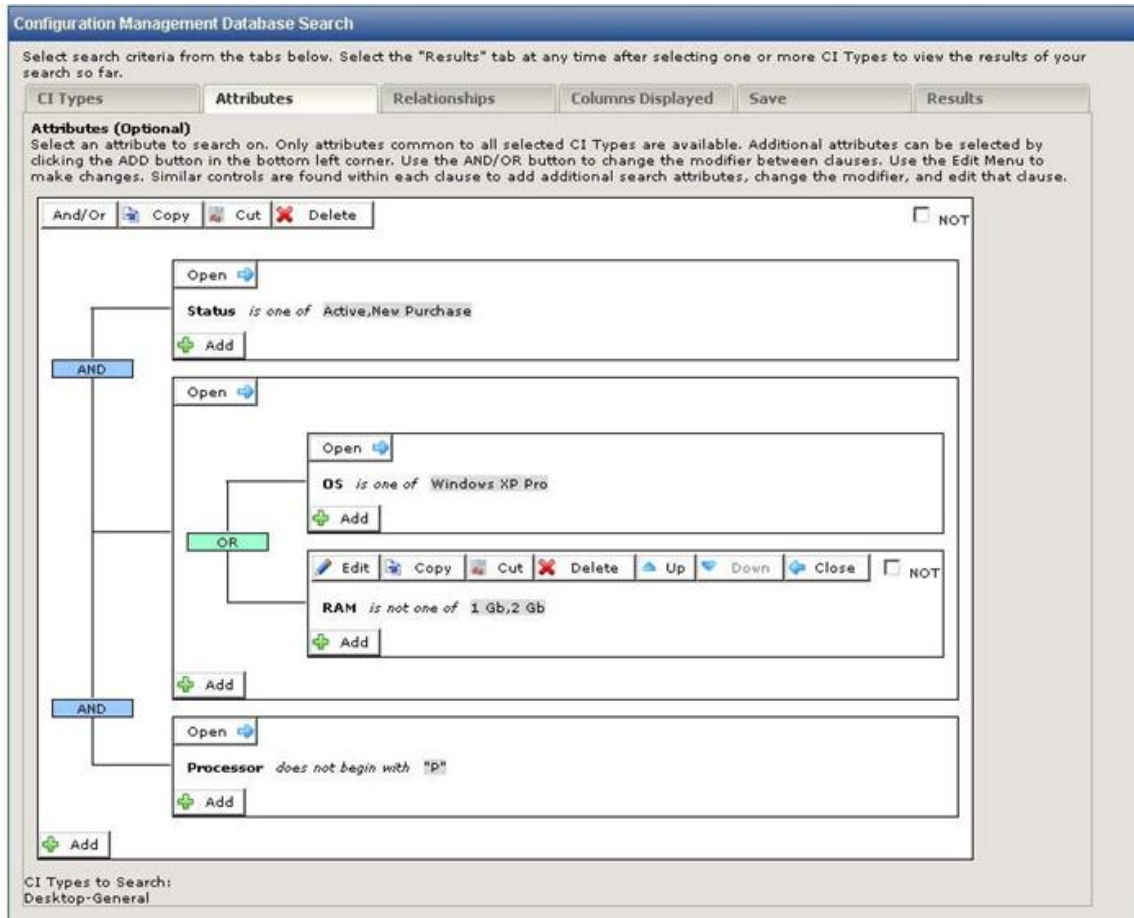 Configuration Management Database Search
Select search criteria from the tabs below. Select the "Results" tab at any time after selecting one or more CI Types to view the results of your
search so far.
CI Types Attributes Relationships Columns Displayed Save Results
Attributes (Optional)
Select an attribute to search on. Only attributes common to all selected CI Types are available. Additional attributes can be selected by
clicking the ADD button in the bottom left corner. Use the AND/OR button to change the modifier between clauses. Use the Edit Menu to
make changes. Similar controls are found within each clause to add additional search attributes, change the modifier, and edit that clause.
And/Or Copy Cut Delete NOT
Open
Status is one of Active,New Purchase
Add
AND
Open
Open
OS is one of Windows XP Pro
Add
OR
Edit Copy Cut Delete Up Down Close NOT
RAM is not one of 1 Gb,2 Gb
Add
Add
AND
Open
Processor does not begin with "P"
Add
Add
CI Types to Search:
Desktop-General